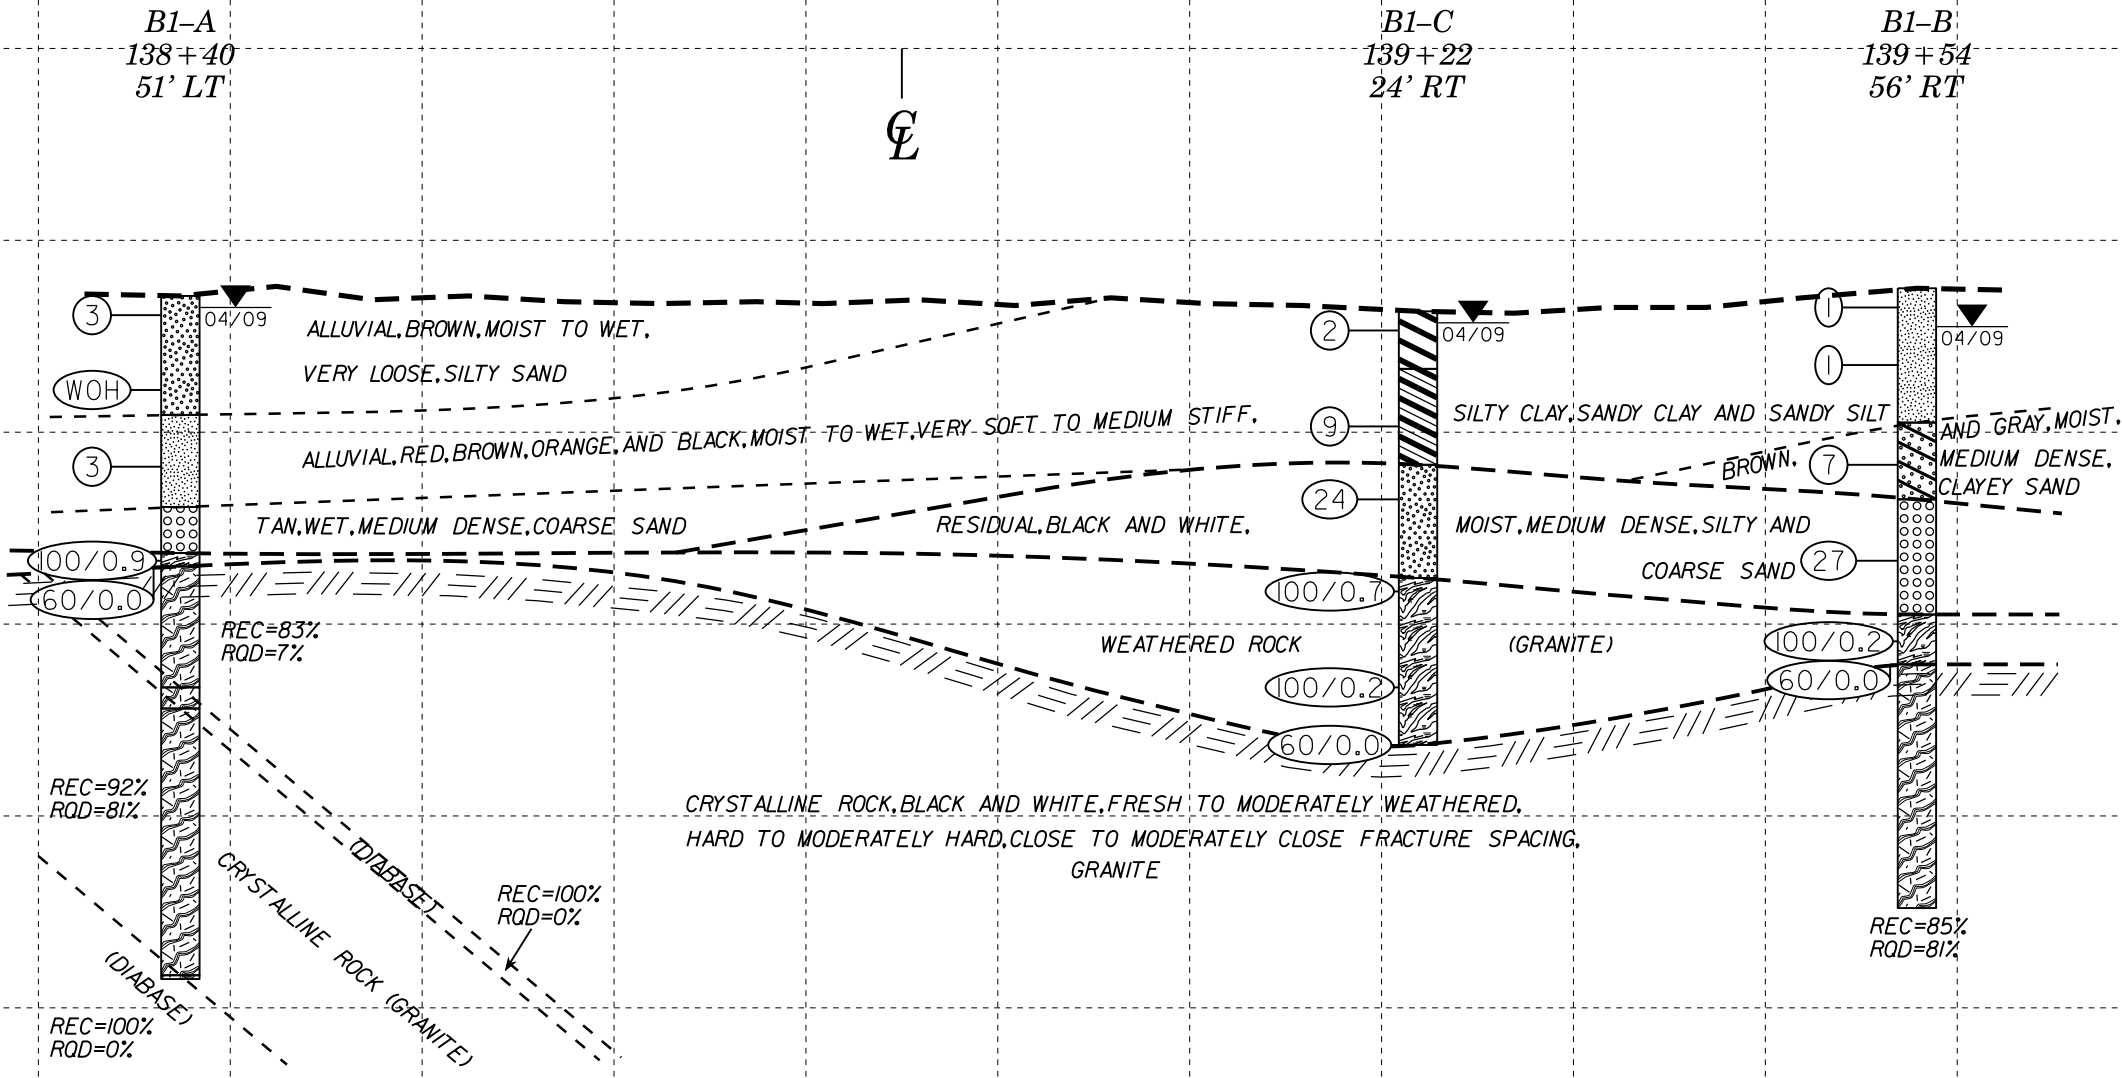 B1–A
138+40
51' LT
B1–C
139+22
24' RT
B1–B
139+54
56' RT
℄
3
04/09
ALLUVIAL, BROWN, MOIST TO WET,
VERY LOOSE, SILTY SAND
WOH
3
2
04/09
1
04/09
1
9
SILTY CLAY, SANDY CLAY AND SANDY SILT
ALLUVIAL, RED, BROWN, ORANGE, AND BLACK, MOIST TO WET, VERY SOFT TO MEDIUM STIFF,
BROWN,
7
AND GRAY, MOIST,
MEDIUM DENSE,
CLAYEY SAND
24
TAN, WET, MEDIUM DENSE, COARSE SAND
RESIDUAL, BLACK AND WHITE,
MOIST, MEDIUM DENSE, SILTY AND
COARSE SAND
27
100/0.9
60/0.0
100/0.7
REC=83%
RQD=7%
WEATHERED ROCK
(GRANITE)
100/0.2
60/0.0
100/0.2
60/0.0
REC=92%
RQD=81%
CRYSTALLINE ROCK, BLACK AND WHITE, FRESH TO MODERATELY WEATHERED,
HARD TO MODERATELY HARD, CLOSE TO MODERATELY CLOSE FRACTURE SPACING,
GRANITE
(DIABASE)
CRYSTALLINE ROCK (GRANITE)
REC=100%
RQD=0%
REC=85%
RQD=81%
(DIABASE)
REC=100%
RQD=0%